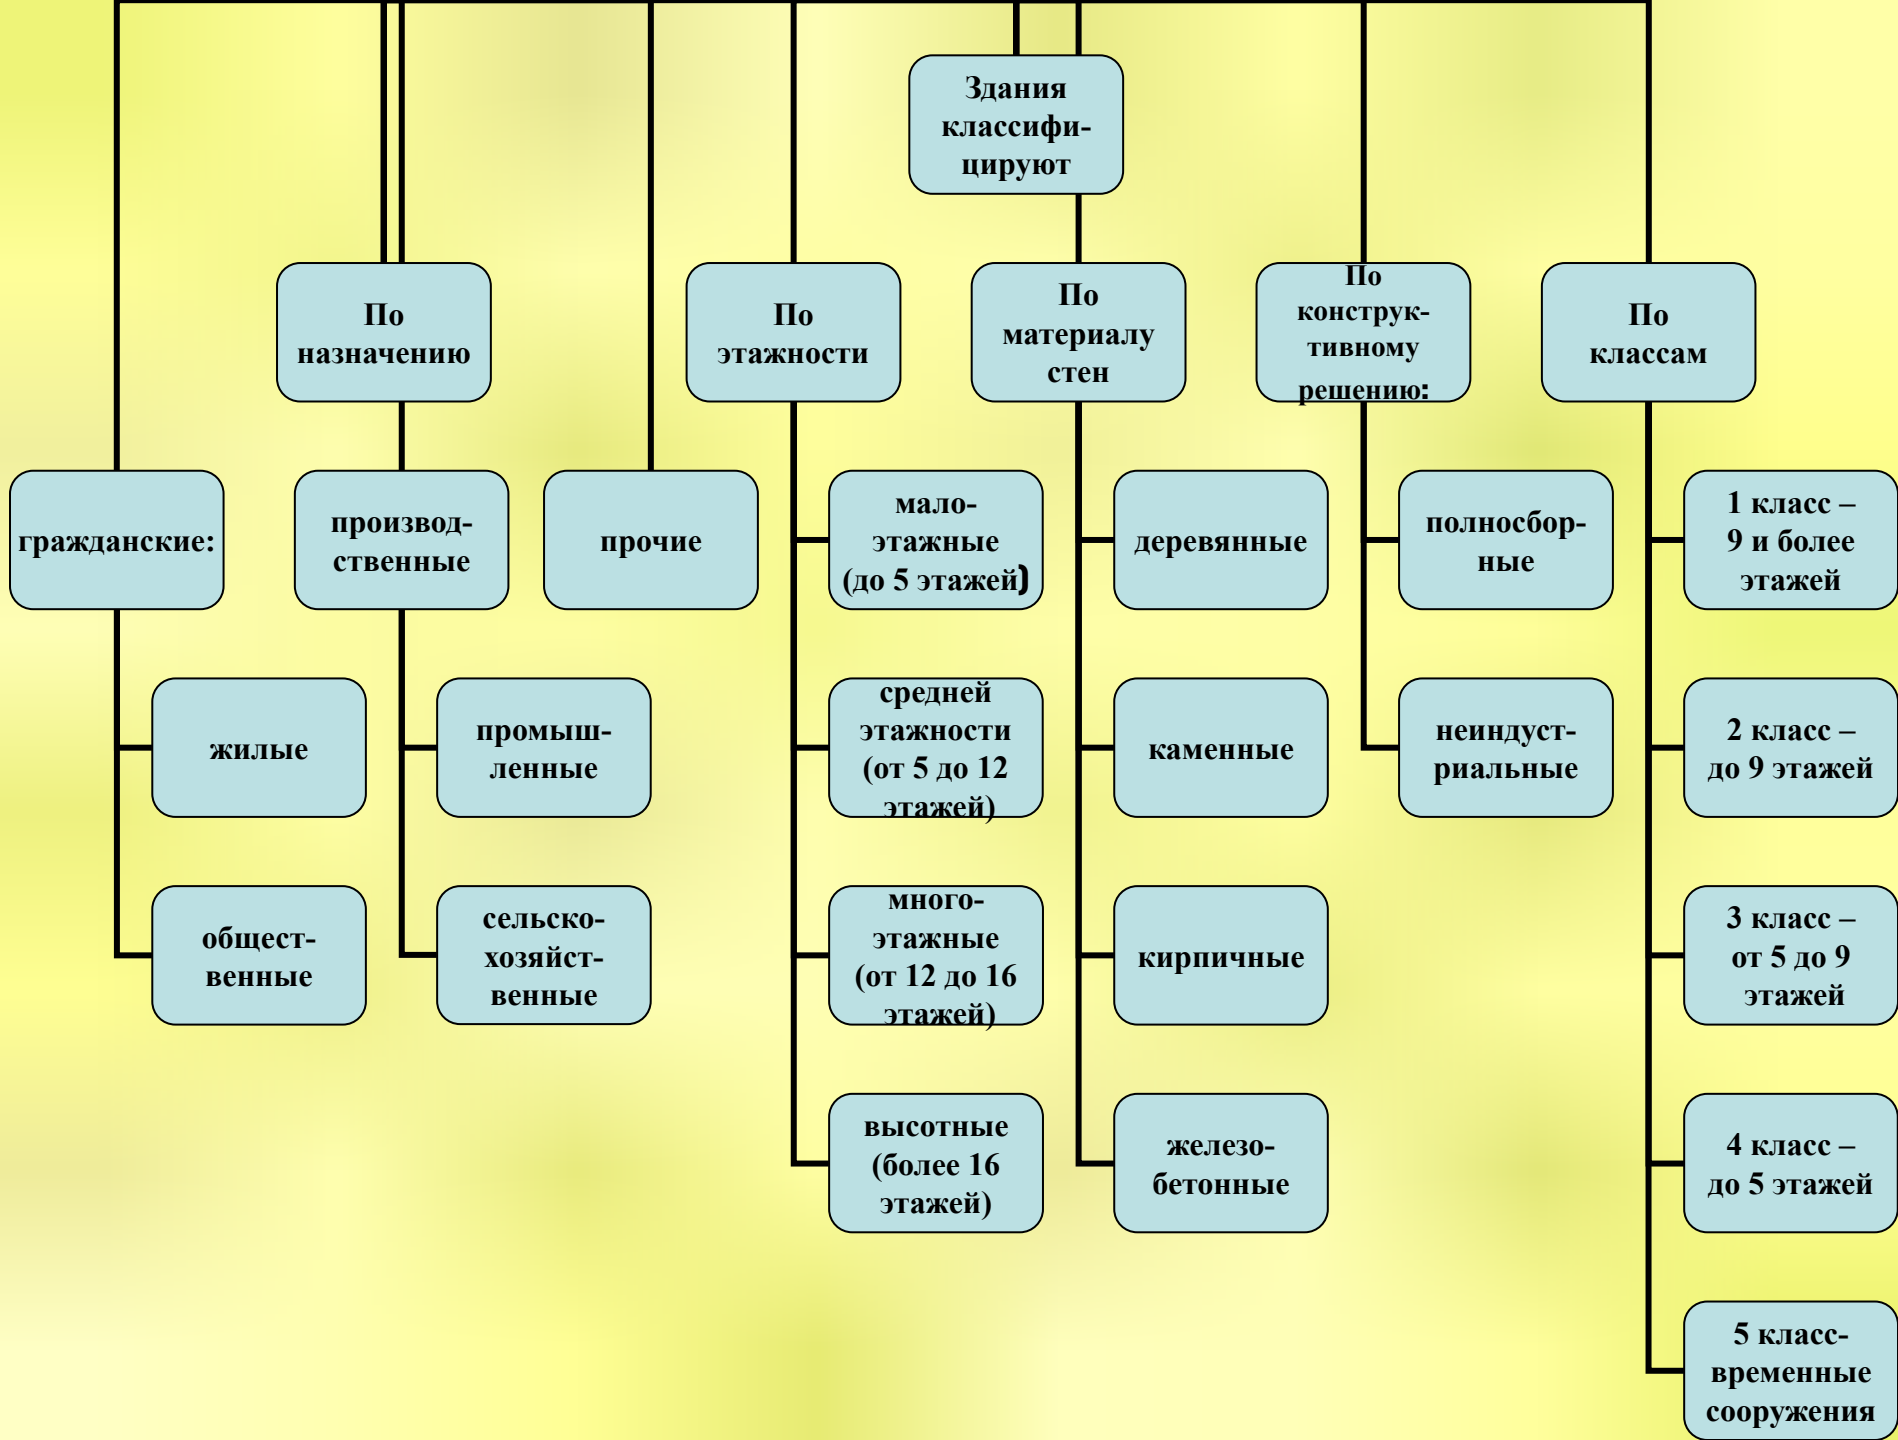 Здания
классифи-
цируют
По
назначению
По
этажности
По
материалу
стен
По
конструк-
тивному
решению:
По
классам
гражданские:
производ-
ственные
прочие
мало-
этажные
(до 5 этажей)
деревянные
полносбор-
ные
1 класс –
9 и более
этажей
жилые
промыш-
ленные
средней
этажности
(от 5 до 12
этажей)
каменные
неиндуст-
риальные
2 класс –
до 9 этажей
общест-
венные
сельско-
хозяйст-
венные
много-
этажные
(от 12 до 16
этажей)
кирпичные
3 класс –
от 5 до 9
этажей
высотные
(более 16
этажей)
железо-
бетонные
4 класс –
до 5 этажей
5 класс-
временные
сооружения